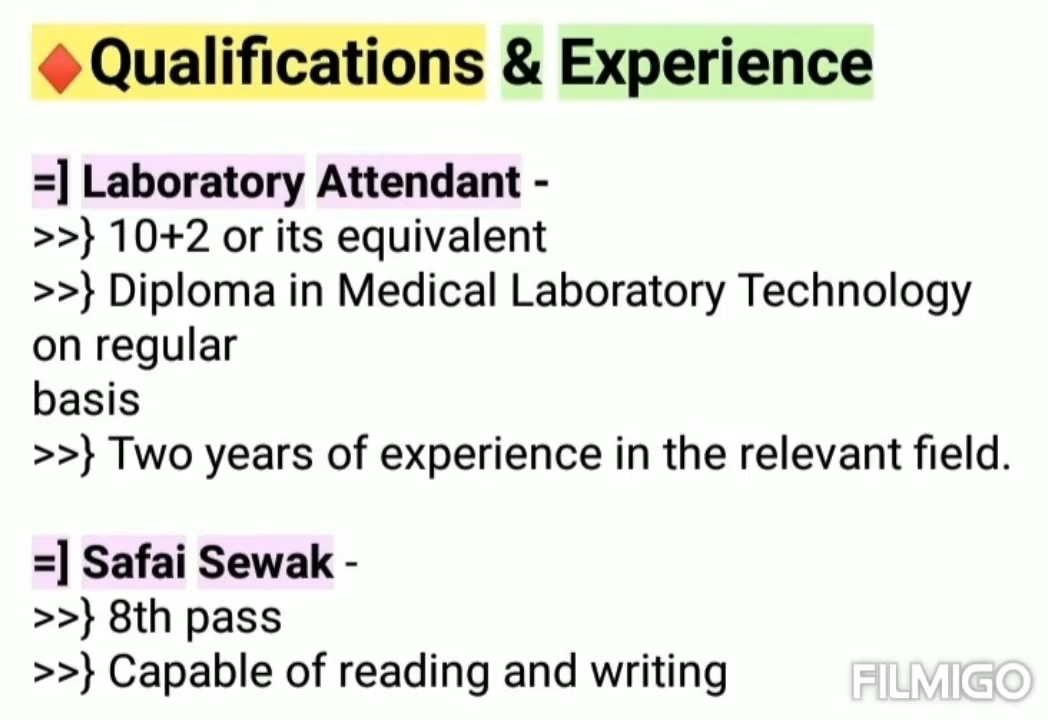 ♦Qualifications & Experience
=] Laboratory Attendant -
>>} 10+2 or its equivalent
>>} Diploma in Medical Laboratory Technology
on regular
basis
>>} Two years of experience in the relevant field.
=] Safai Sewak -
>>} 8th pass
>>} Capable of reading and writing
FILMIGO